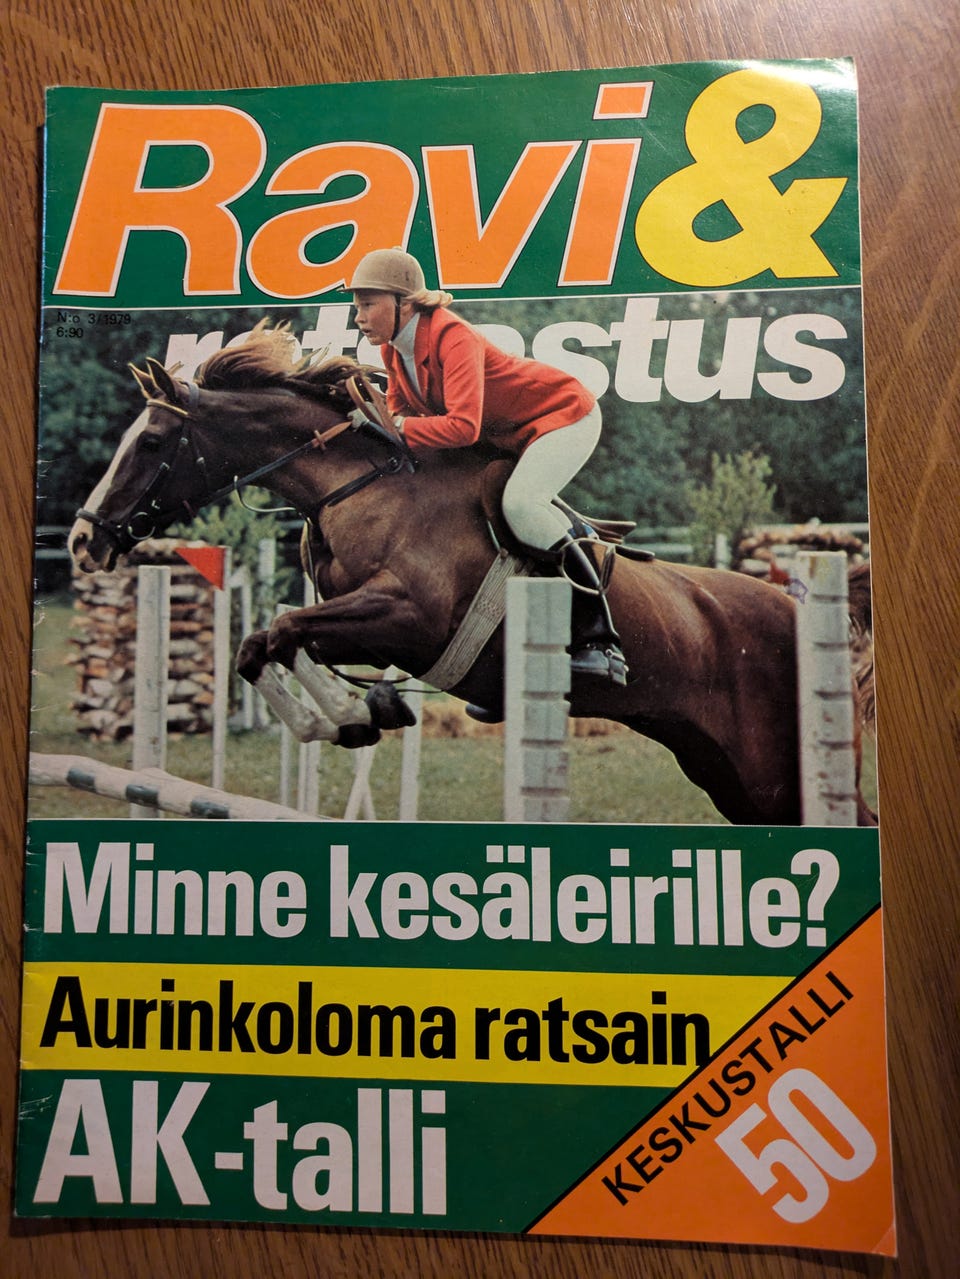 Ravi&
ratsastus
N:o 3/1979
6:90
Minne kesäleirille?
Aurinkoloma ratsain
AK-talli
KESKUSTALLI
50